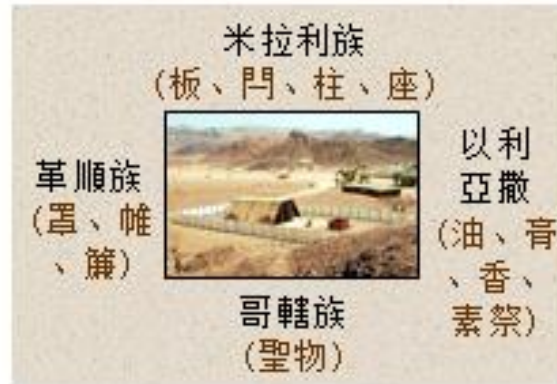 米拉利族
(板、閂、柱、座)
革順族
(罩、帷
、簾)
以利
亞撒
(油、膏
、香、
素祭)
哥轄族
(聖物)